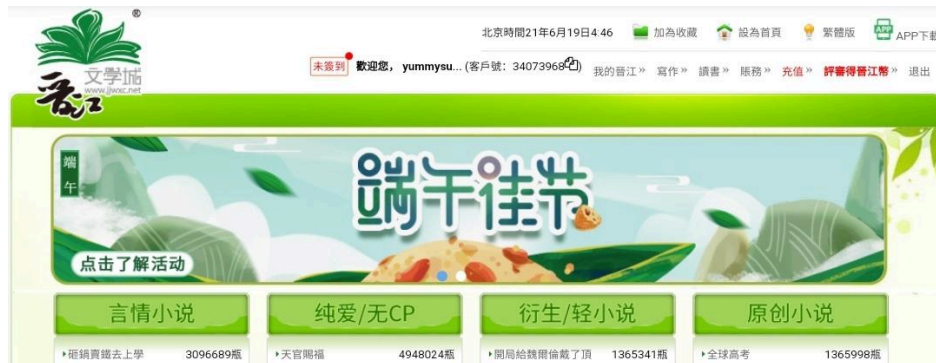 北京時間21年6月19日4:46 加為收藏 設為首頁 繁體版 APP APP下載
®
文學城
www.jjwxc.net
晉江
未簽到 歡迎您， yummysu... (客戶號：34073968) 我的晉江» 寫作» 讀書» 賬務» 充值» 評審得晉江幣» 退出
端午
端午佳节
点击了解活动
言情小说 纯爱/无CP 衍生/轻小说 原创小说
砸鍋賣鐵去上學 3096689瓶 天官賜福 4948024瓶 開局給魏爾倫戴了頂 1365341瓶 全球高考 1365998瓶